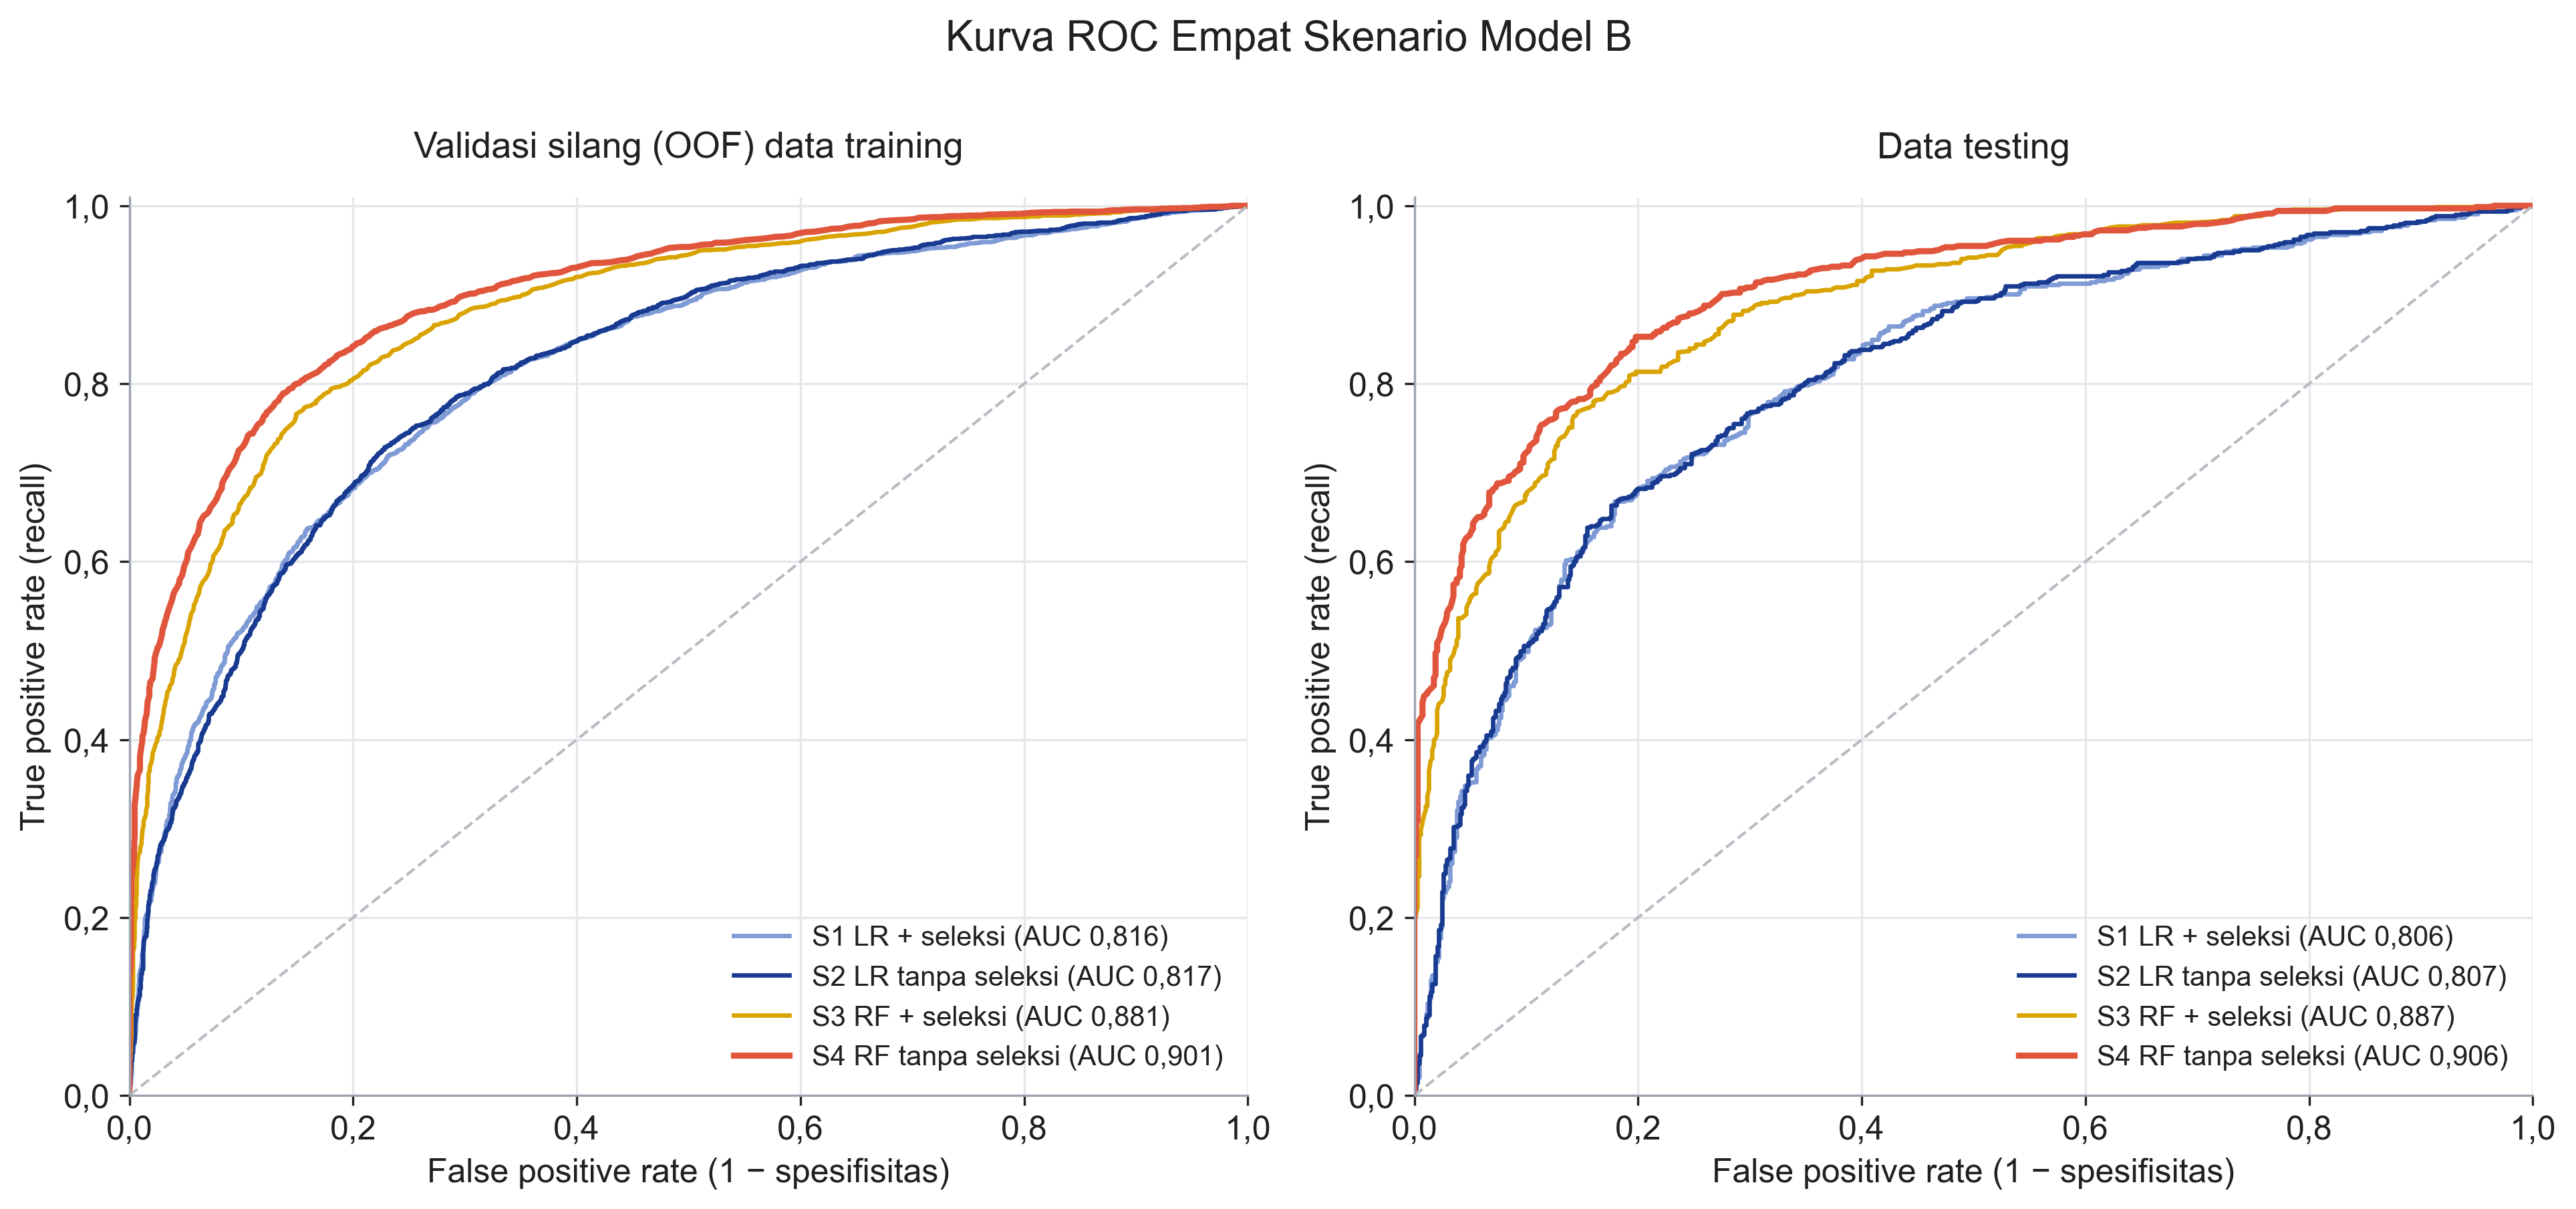 Kurva ROC Empat Skenario Model B
Validasi silang (OOF) data training
True positive rate (recall)
1,0
0,8
0,6
0,4
0,2
0,0
S1 LR + seleksi (AUC 0,816)
S2 LR tanpa seleksi (AUC 0,817)
S3 RF + seleksi (AUC 0,881)
S4 RF tanpa seleksi (AUC 0,901)
0,0 0,2 0,4 0,6 0,8 1,0
False positive rate (1 − spesifisitas)
Data testing
True positive rate (recall)
1,0
0,8
0,6
0,4
0,2
0,0
S1 LR + seleksi (AUC 0,806)
S2 LR tanpa seleksi (AUC 0,807)
S3 RF + seleksi (AUC 0,887)
S4 RF tanpa seleksi (AUC 0,906)
0,0 0,2 0,4 0,6 0,8 1,0
False positive rate (1 − spesifisitas)